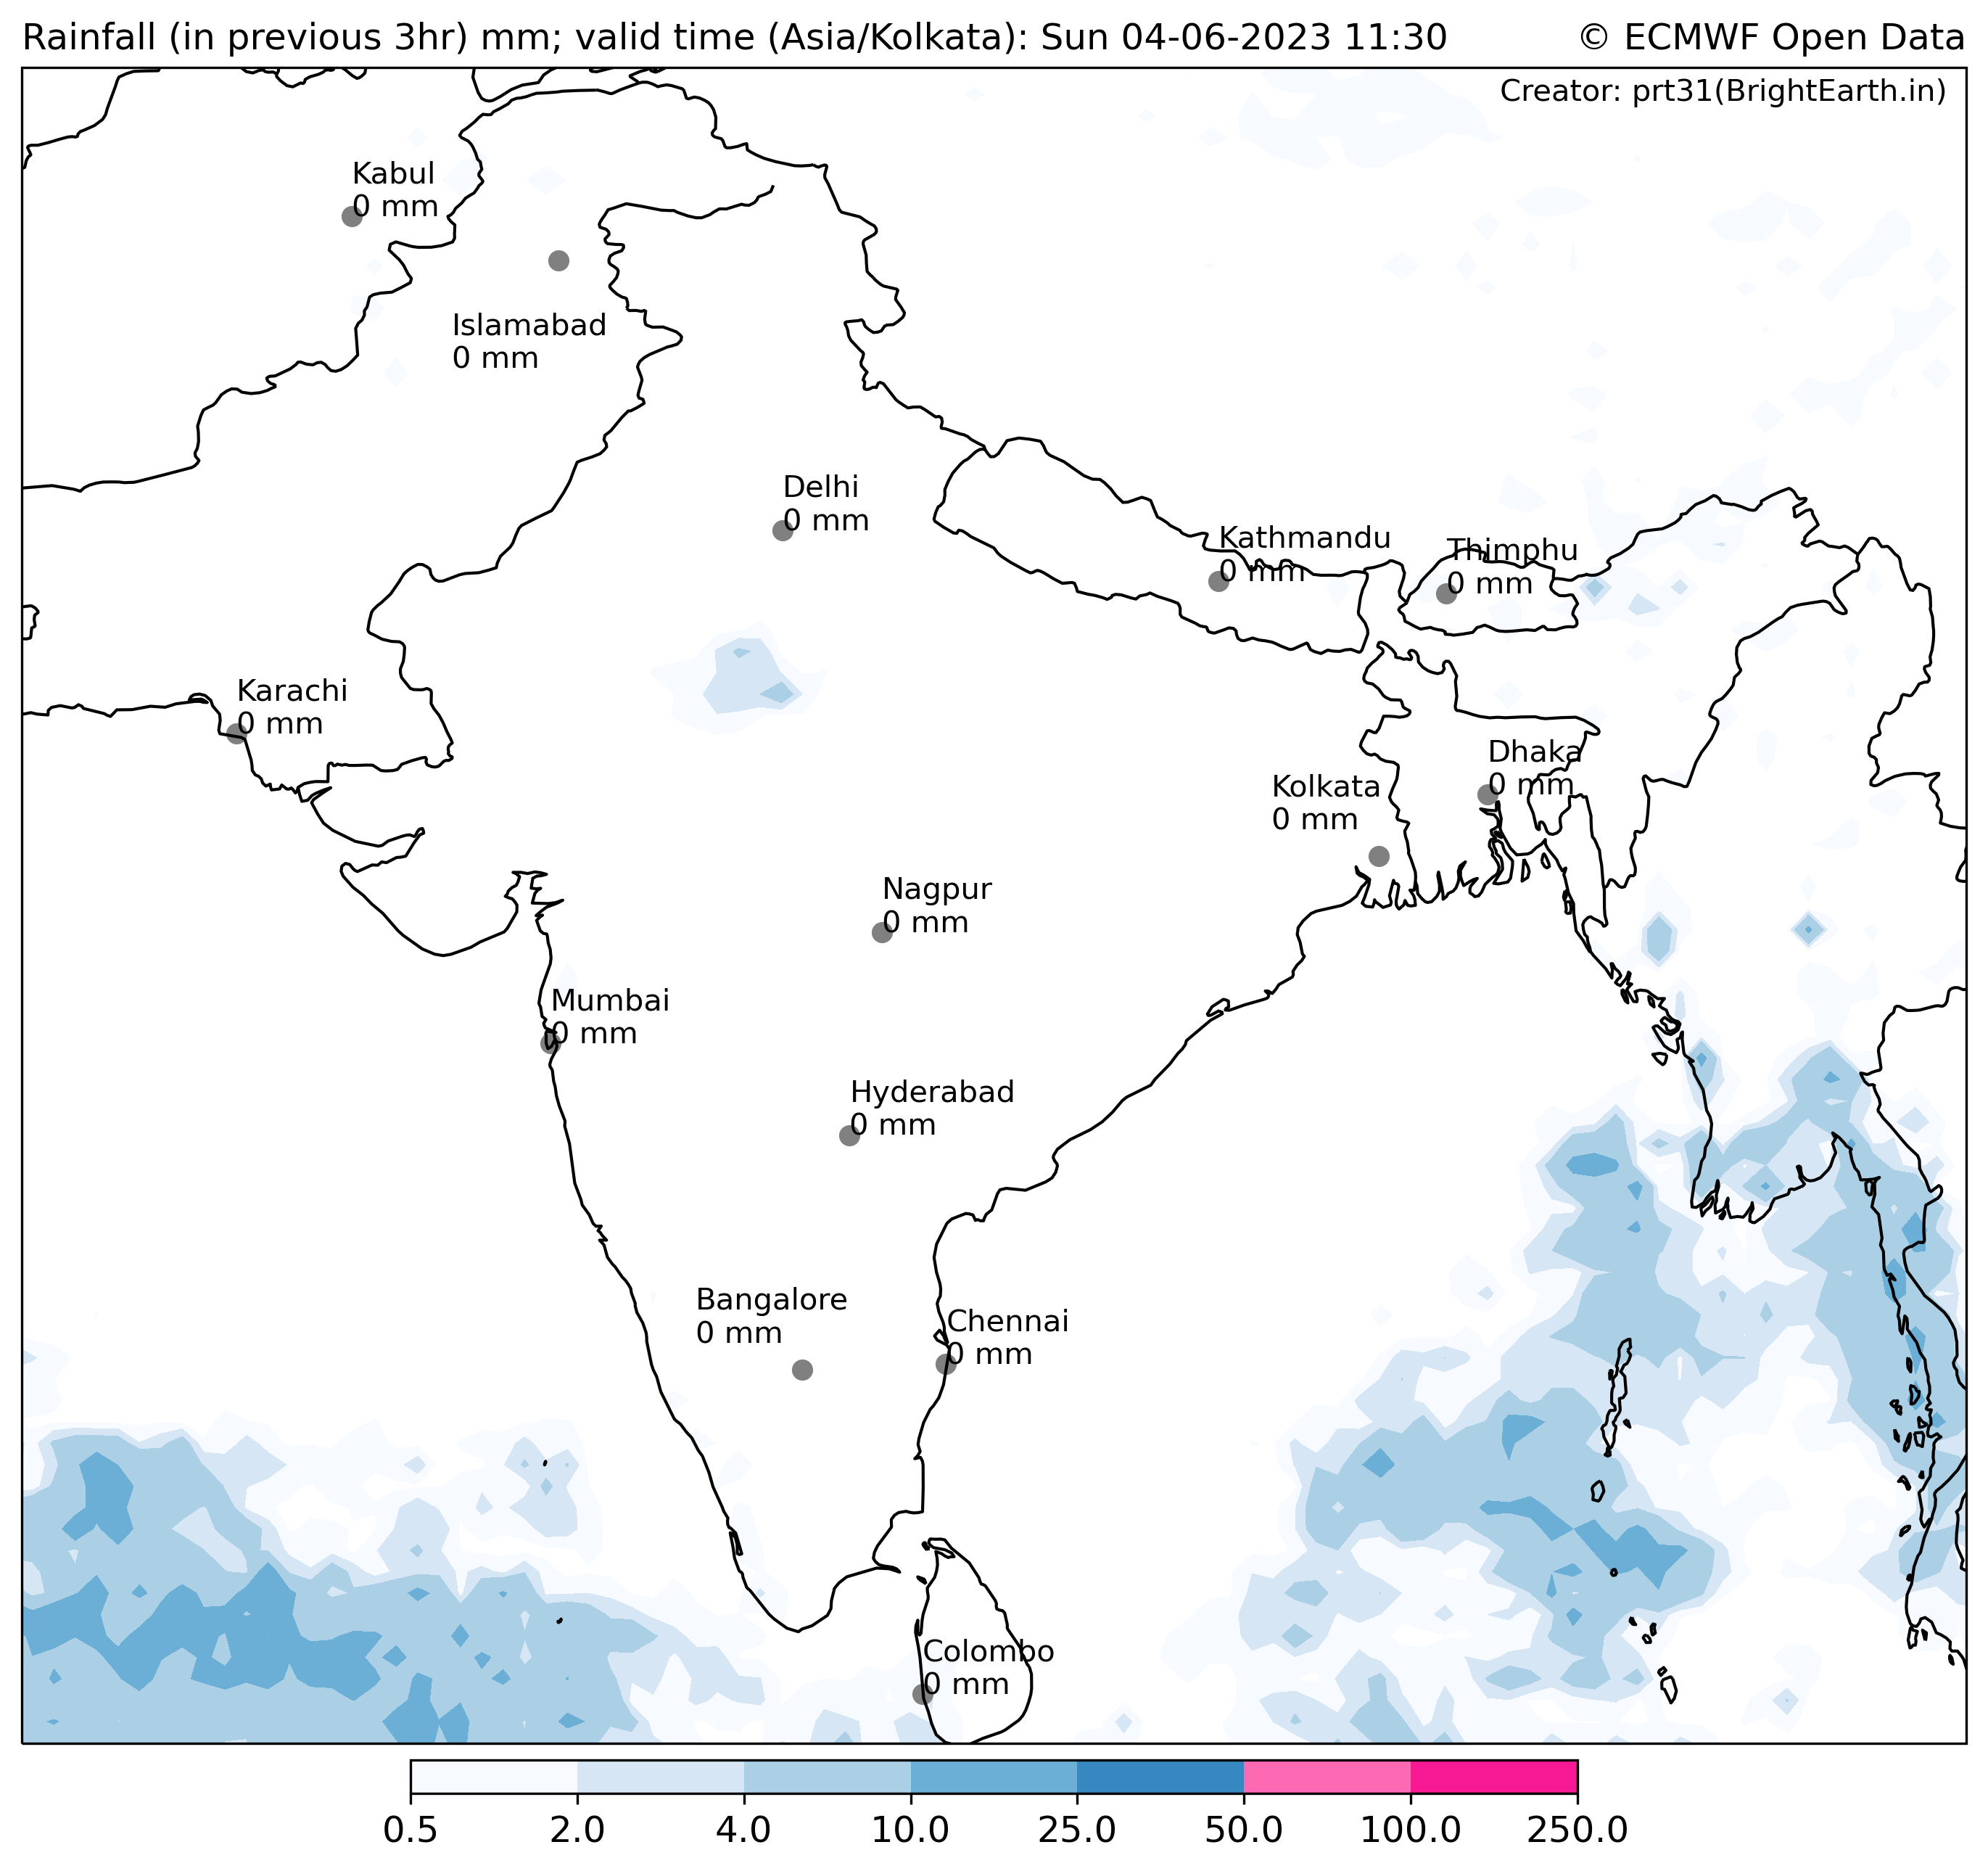 Rainfall (in previous 3hr) mm; valid time (Asia/Kolkata): Sun 04-06-2023 11:30
© ECMWF Open Data
Creator: prt31(BrightEarth.in)
Kabul
0 mm
Islamabad
0 mm
Delhi
0 mm
Kathmandu
0 mm
Thimphu
0 mm
Karachi
0 mm
Dhaka
0 mm
Kolkata
0 mm
Nagpur
0 mm
Mumbai
0 mm
Hyderabad
0 mm
Bangalore
0 mm
Chennai
0 mm
Colombo
0 mm
0.5 2.0 4.0 10.0 25.0 50.0 100.0 250.0